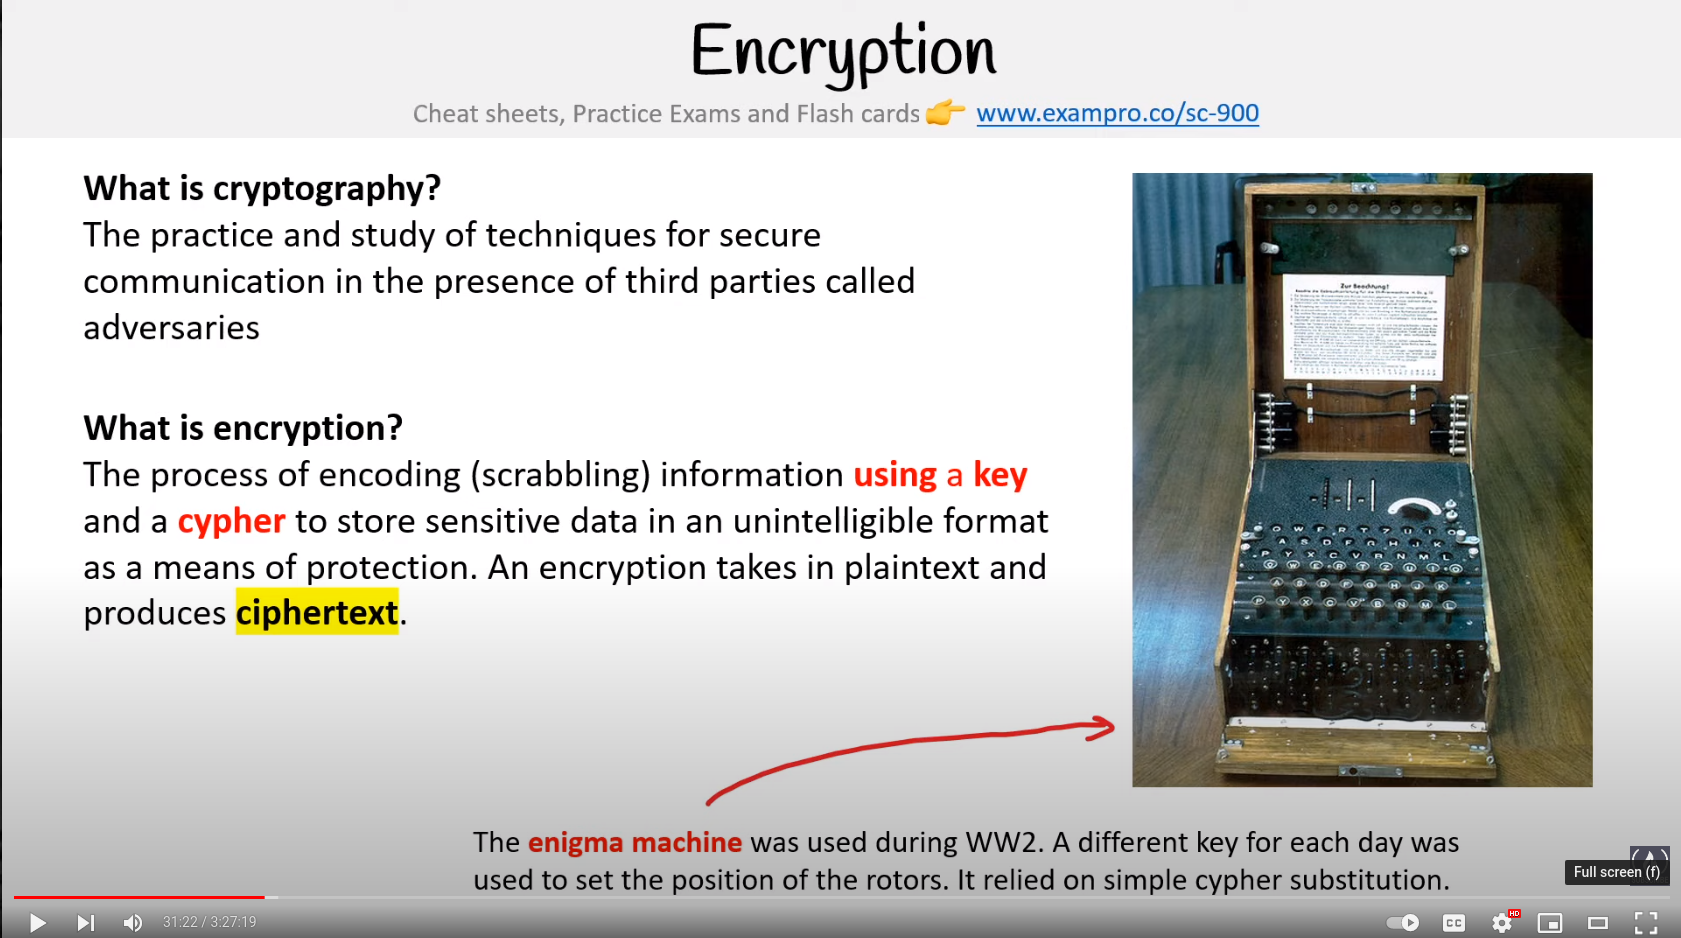 Encryption
Cheat sheets, Practice Exams and Flash cards www.exampro.co/sc-900
What is cryptography?
The practice and study of techniques for secure
communication in the presence of third parties called
adversaries
What is encryption?
The process of encoding (scrabbling) information using a key
and a cypher to store sensitive data in an unintelligible format
as a means of protection. An encryption takes in plaintext and
produces ciphertext.
Zur Beachtung!
Q W E R T Z U I O
A S D F G H J K
P Y X C V B N M L
Q W E R T Z U I O
A S D F G H J K
P Y X C V B N M L
The enigma machine was used during WW2. A different key for each day was
used to set the position of the rotors. It relied on simple cypher substitution.
Full screen (f)
31:22 / 3:27:19
CC
HD